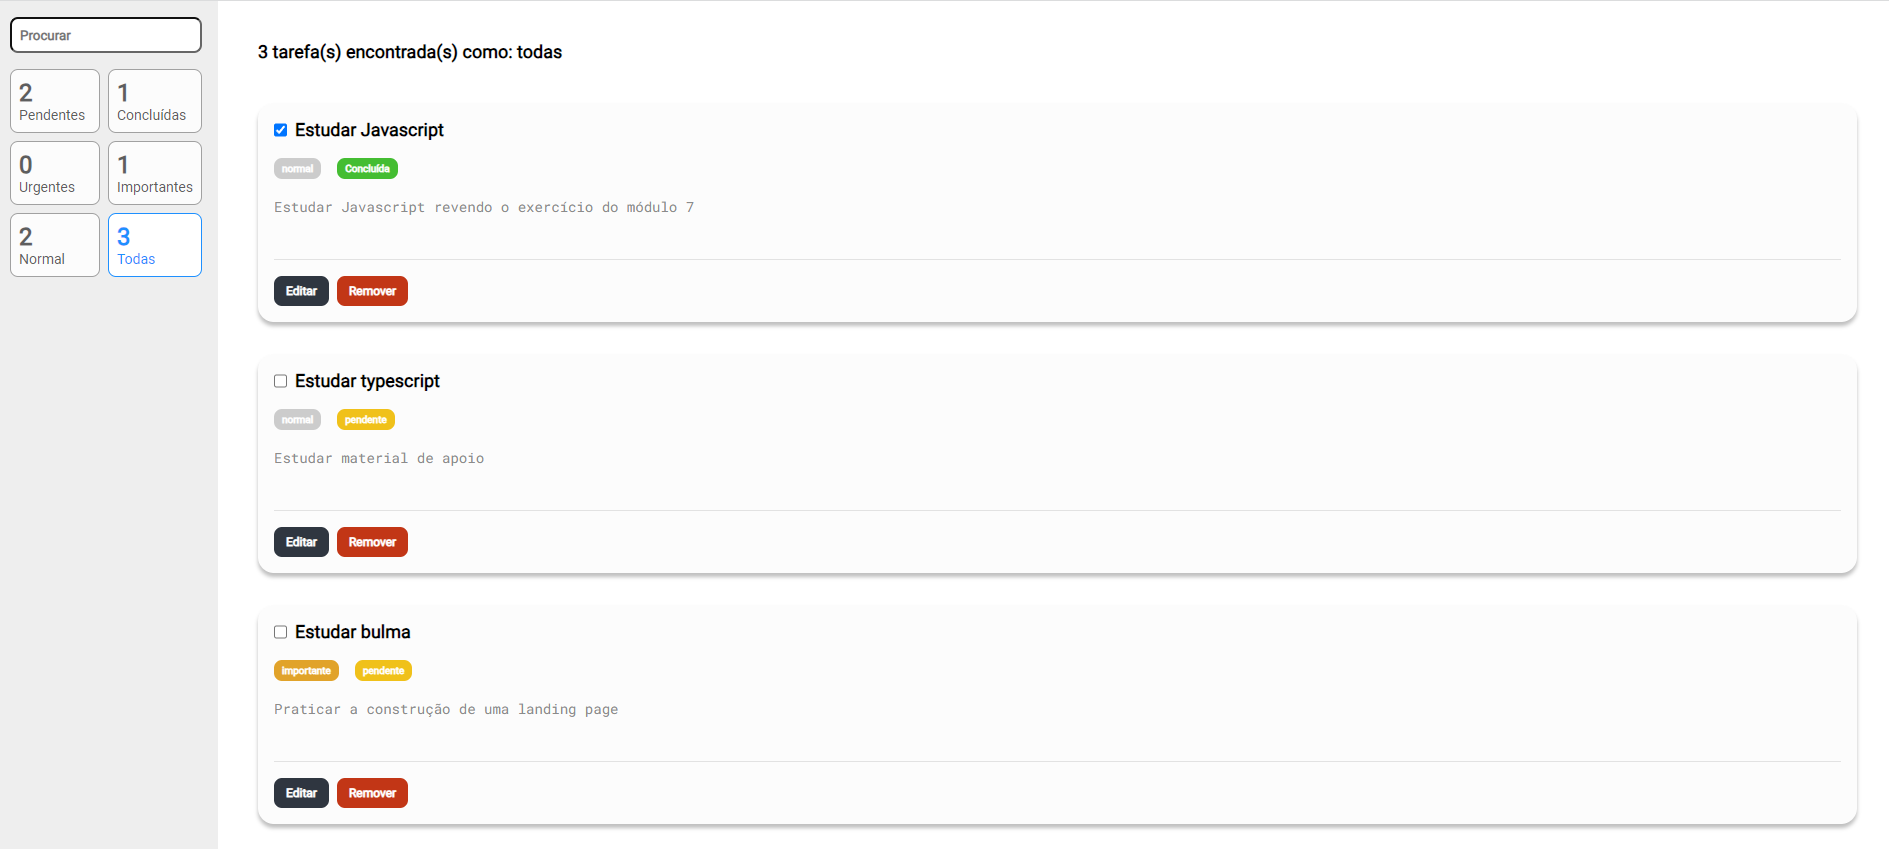 Procurar
2
Pendentes
1
Concluídas
0
Urgentes
1
Importantes
2
Normal
3
Todas
3 tarefa(s) encontrada(s) como: todas
Estudar Javascript
normal Concluída
Estudar Javascript revendo o exercício do módulo 7
Editar Remover
Estudar typescript
normal pendente
Estudar material de apoio
Editar Remover
Estudar bulma
importante pendente
Praticar a construção de uma landing page
Editar Remover